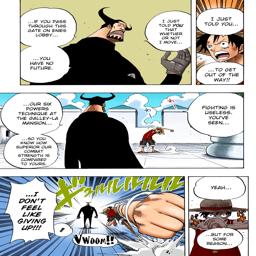 I JUST
TOLD YOU...
...TO GET
OUT OF THE
WAY!!
I JUST
TOLD YOU
THAT
WHETHER
OR NOT
I MOVE...
...IF YOU PASS
THROUGH THIS
GATE ON ENIES
LOBBY...
...YOU
HAVE NO
FUTURE.
FIGHTING IS
USELESS.
YOU'VE
SEEN...
...OUR SIX
POWERS
TECHNIQUE AT
THE GALLEY-LA
MANSION...
...SO YOU
KNOW HOW
SUPERIOR
OUR COMBAT
STRENGTH IS
COMPARED
TO YOURS.
YEAH...
...BUT FOR
SOME
REASON...
VWOOM!!
...I
DON'T
FEEL
LIKE
GIVING
UP!!!